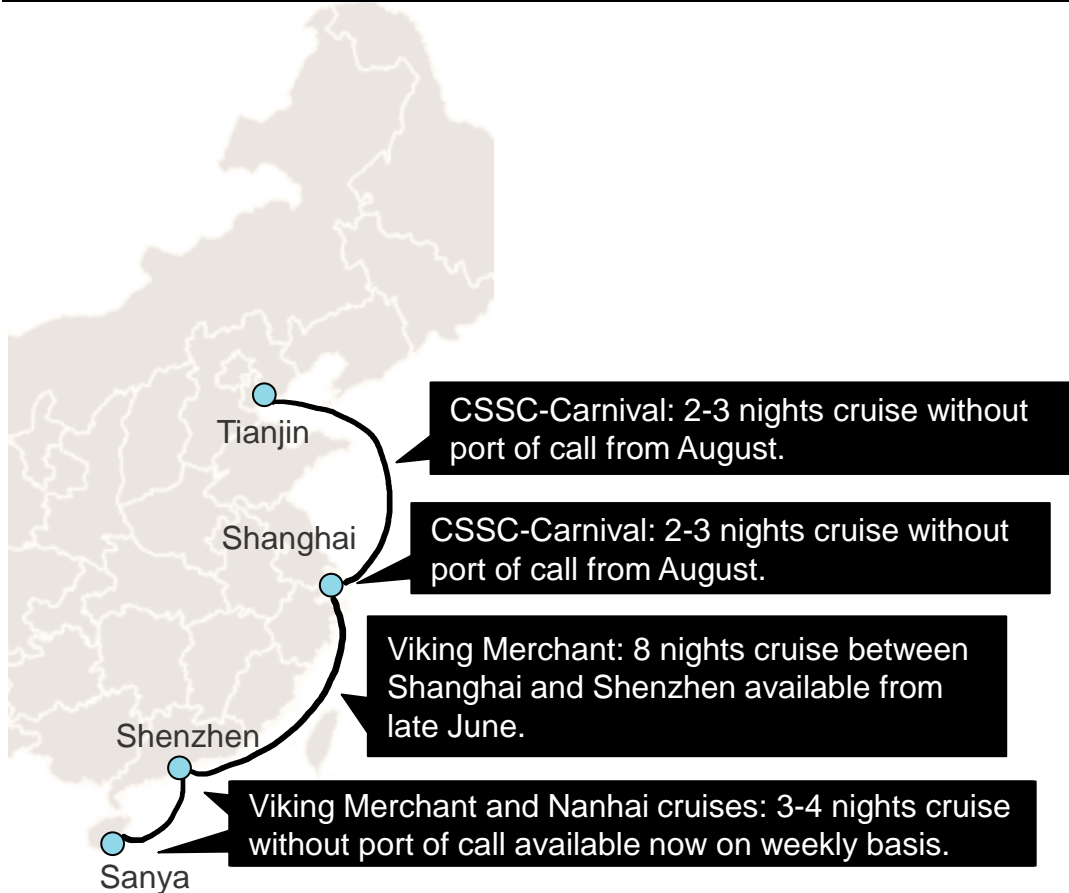 Tianjin
CSSC-Carnival: 2-3 nights cruise without
port of call from August.
Shanghai
CSSC-Carnival: 2-3 nights cruise without
port of call from August.
Viking Merchant: 8 nights cruise between
Shanghai and Shenzhen available from
late June.
Shenzhen
Viking Merchant and Nanhai cruises: 3-4 nights cruise
without port of call available now on weekly basis.
Sanya